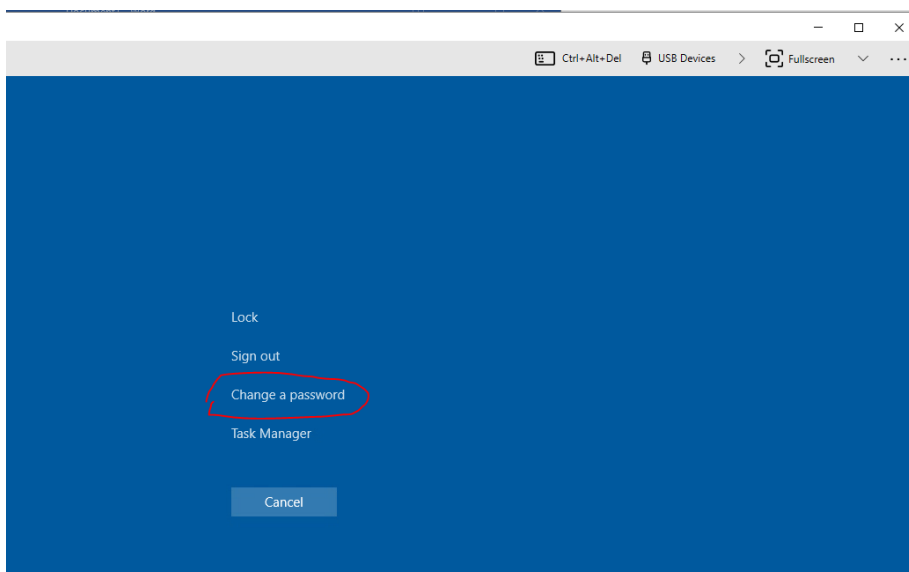 Ctrl+Alt+Del USB Devices Fullscreen
Lock
Sign out
Change a password
Task Manager
Cancel